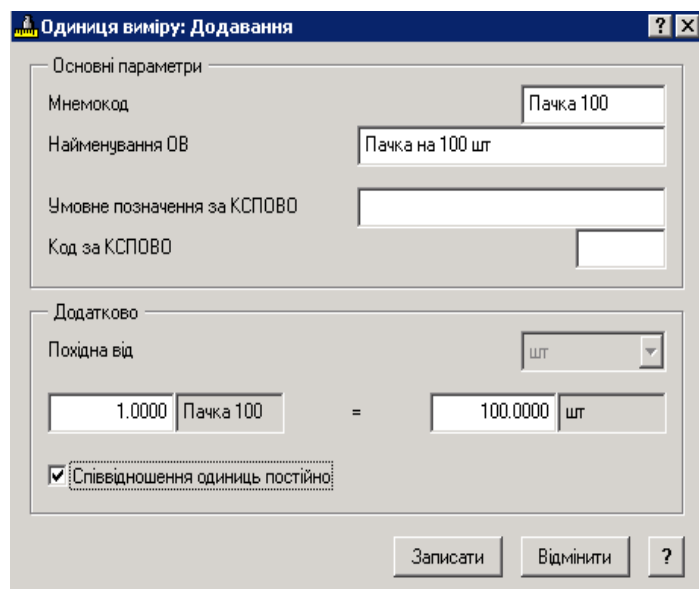 Одиниця виміру: Додавання ? X
Основні параметри
Мнемокод Пачка 100
Найменування ОВ Пачка на 100 шт
Умовне позначення за КСПОВО
Код за КСПОВО
Додатково
Похідна від шт
1.0000 Пачка 100 = 100.0000 шт
Співвідношення одиниць постійно
Записати Відмінити ?